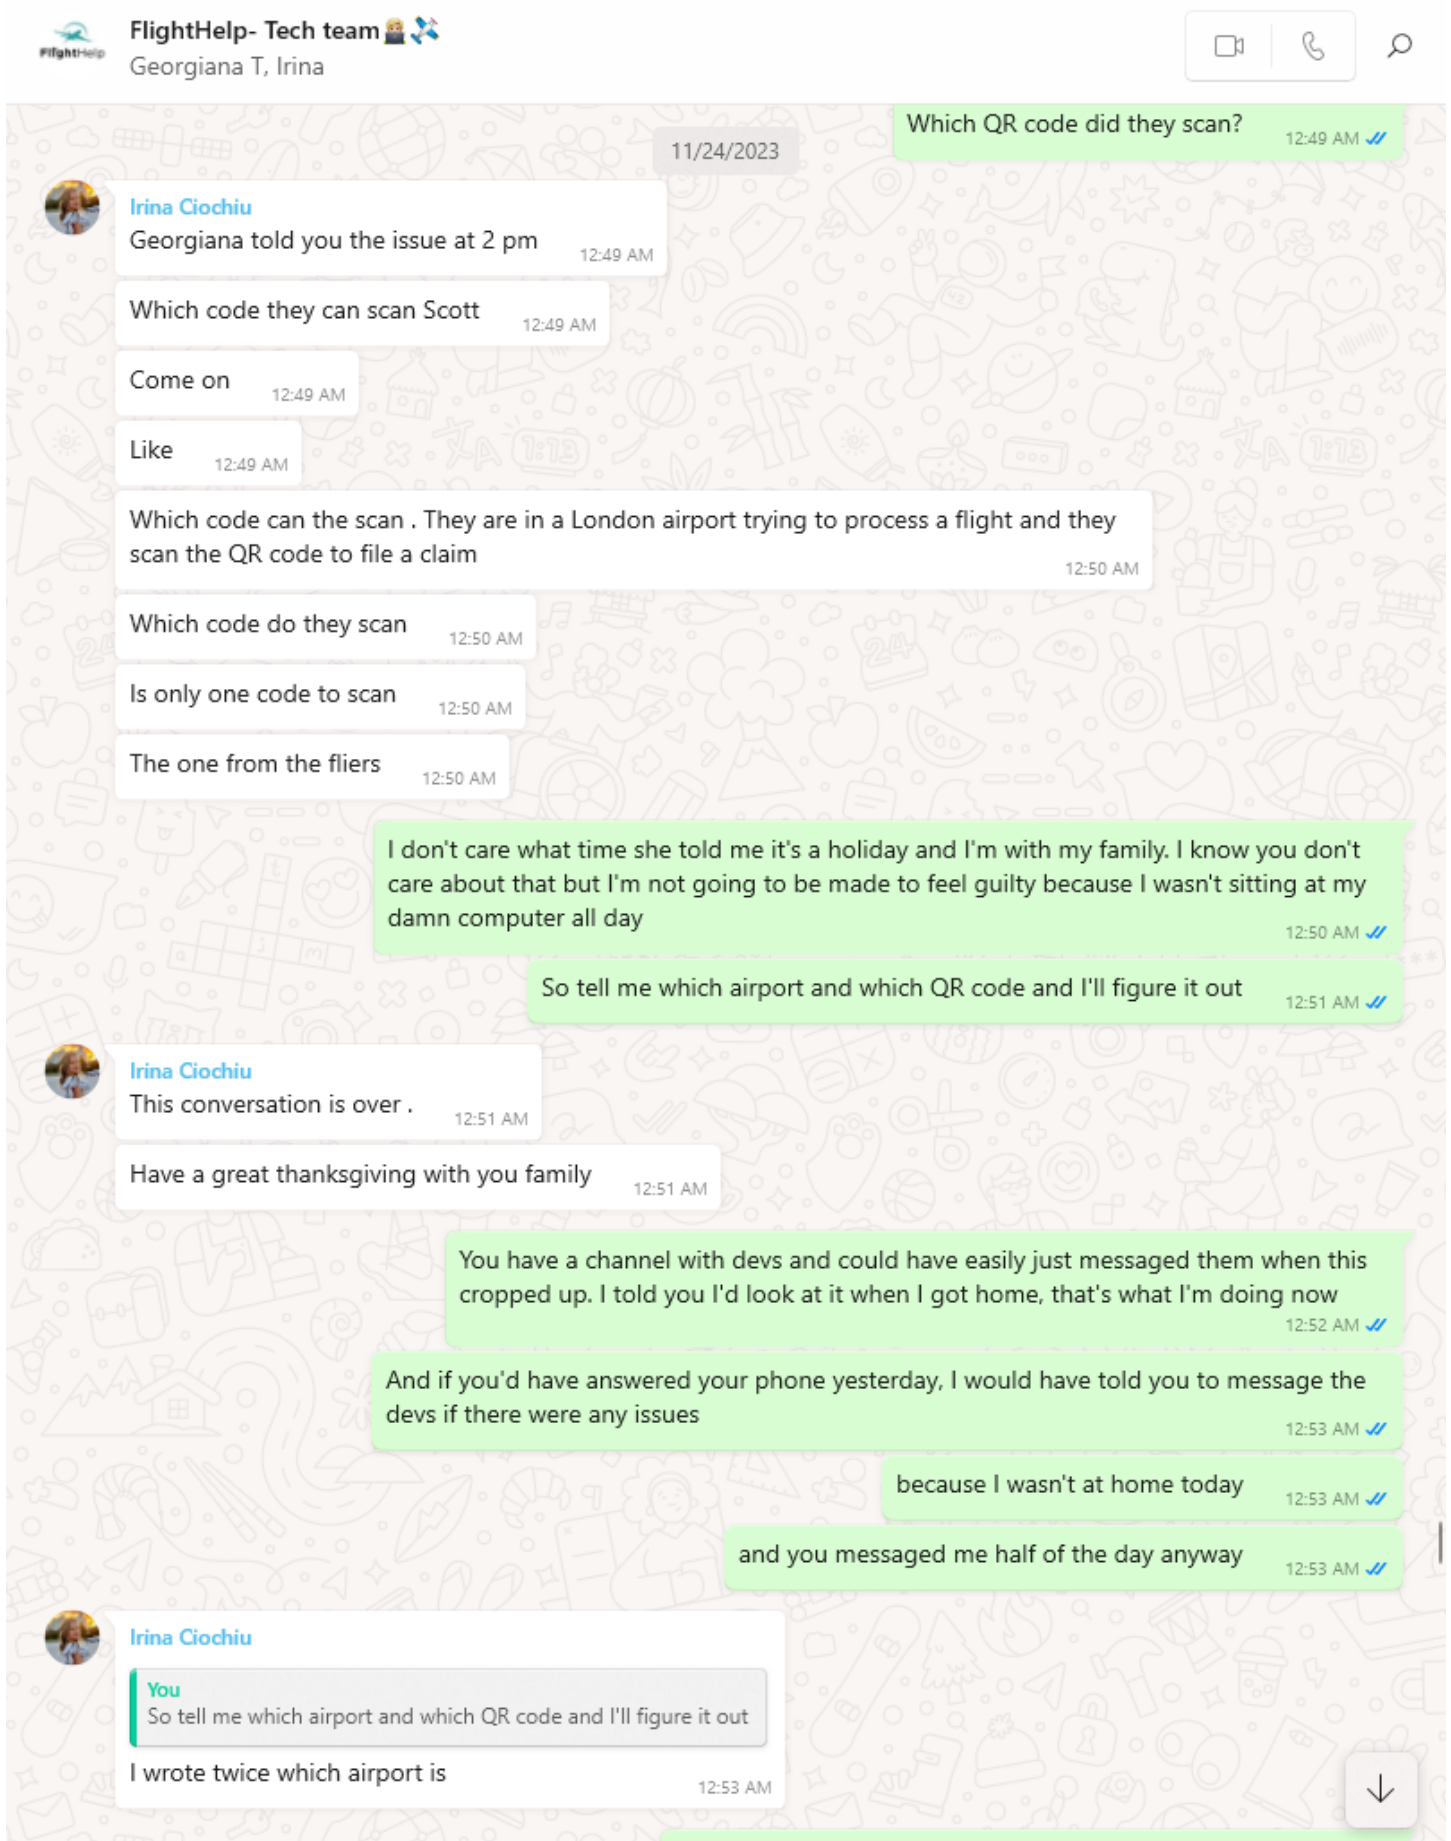 FlightHelp- Tech team
Georgiana T, Irina
FlightHelp
Which QR code did they scan?
12:49 AM
11/24/2023
Irina Ciochiu
Georgiana told you the issue at 2 pm
12:49 AM
Which code they can scan Scott
12:49 AM
Come on
12:49 AM
Like
12:49 AM
Which code can the scan . They are in a London airport trying to process a flight and they
scan the QR code to file a claim
12:50 AM
Which code do they scan
12:50 AM
Is only one code to scan
12:50 AM
The one from the fliers
12:50 AM
I don't care what time she told me it's a holiday and I'm with my family. I know you don't
care about that but I'm not going to be made to feel guilty because I wasn't sitting at my
damn computer all day
12:50 AM
So tell me which airport and which QR code and I'll figure it out
12:51 AM
Irina Ciochiu
This conversation is over .
12:51 AM
Have a great thanksgiving with you family
12:51 AM
You have a channel with devs and could have easily just messaged them when this
cropped up. I told you I'd look at it when I got home, that's what I'm doing now
12:52 AM
And if you'd have answered your phone yesterday, I would have told you to message the
devs if there were any issues
12:53 AM
because I wasn't at home today
12:53 AM
and you messaged me half of the day anyway
12:53 AM
Irina Ciochiu
You
So tell me which airport and which QR code and I'll figure it out
I wrote twice which airport is
12:53 AM